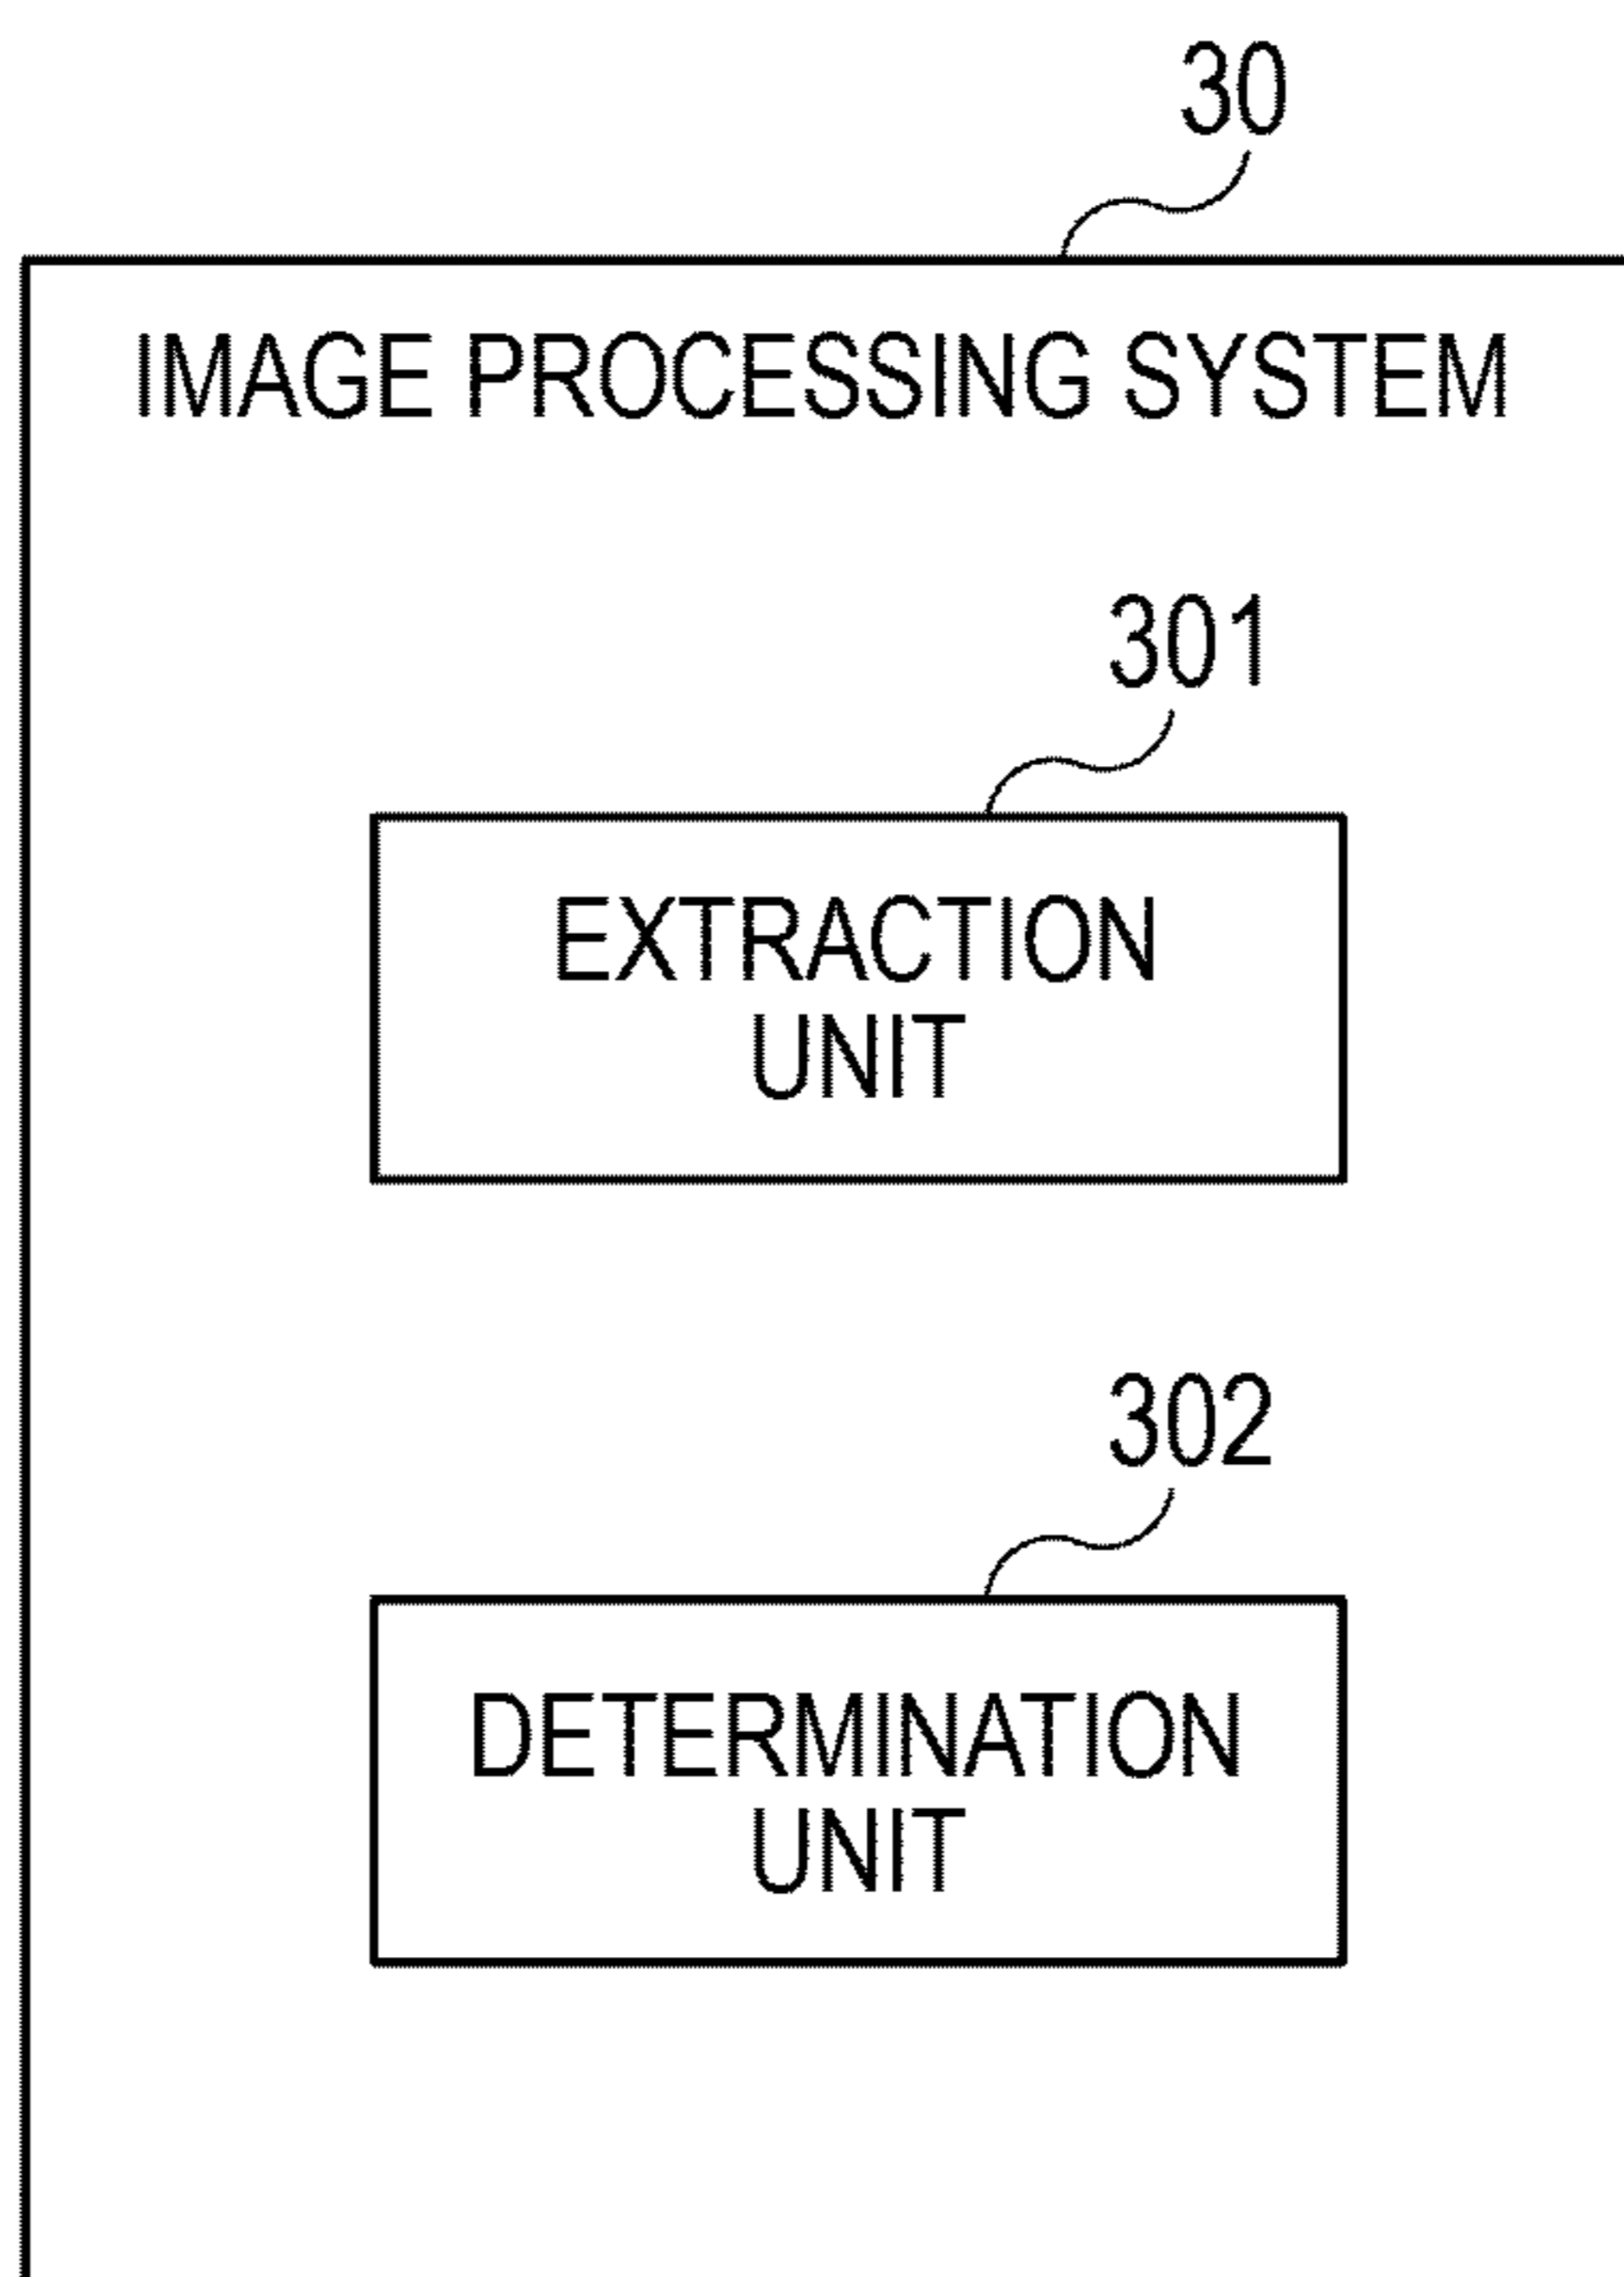 30
IMAGE PROCESSING SYSTEM
301
EXTRACTION
UNIT
302
DETERMINATION
UNIT